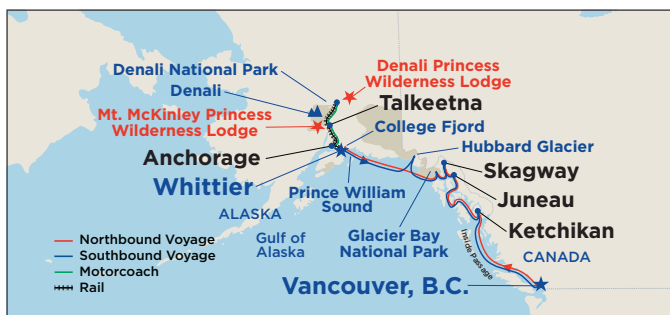 Denali National Park
Denali
Denali Princess
Wilderness Lodge
Mt. McKinley Princess
Wilderness Lodge
Talkeetna
College Fjord
Hubbard Glacier
Anchorage
Skagway
Whittier
Juneau
Prince William
Sound
ALASKA
Ketchikan
Glacier Bay
National Park
Gulf of
Alaska
Inside Passage
CANADA
Vancouver, B.C.
Northbound Voyage
Southbound Voyage
Motorcoach
Rail